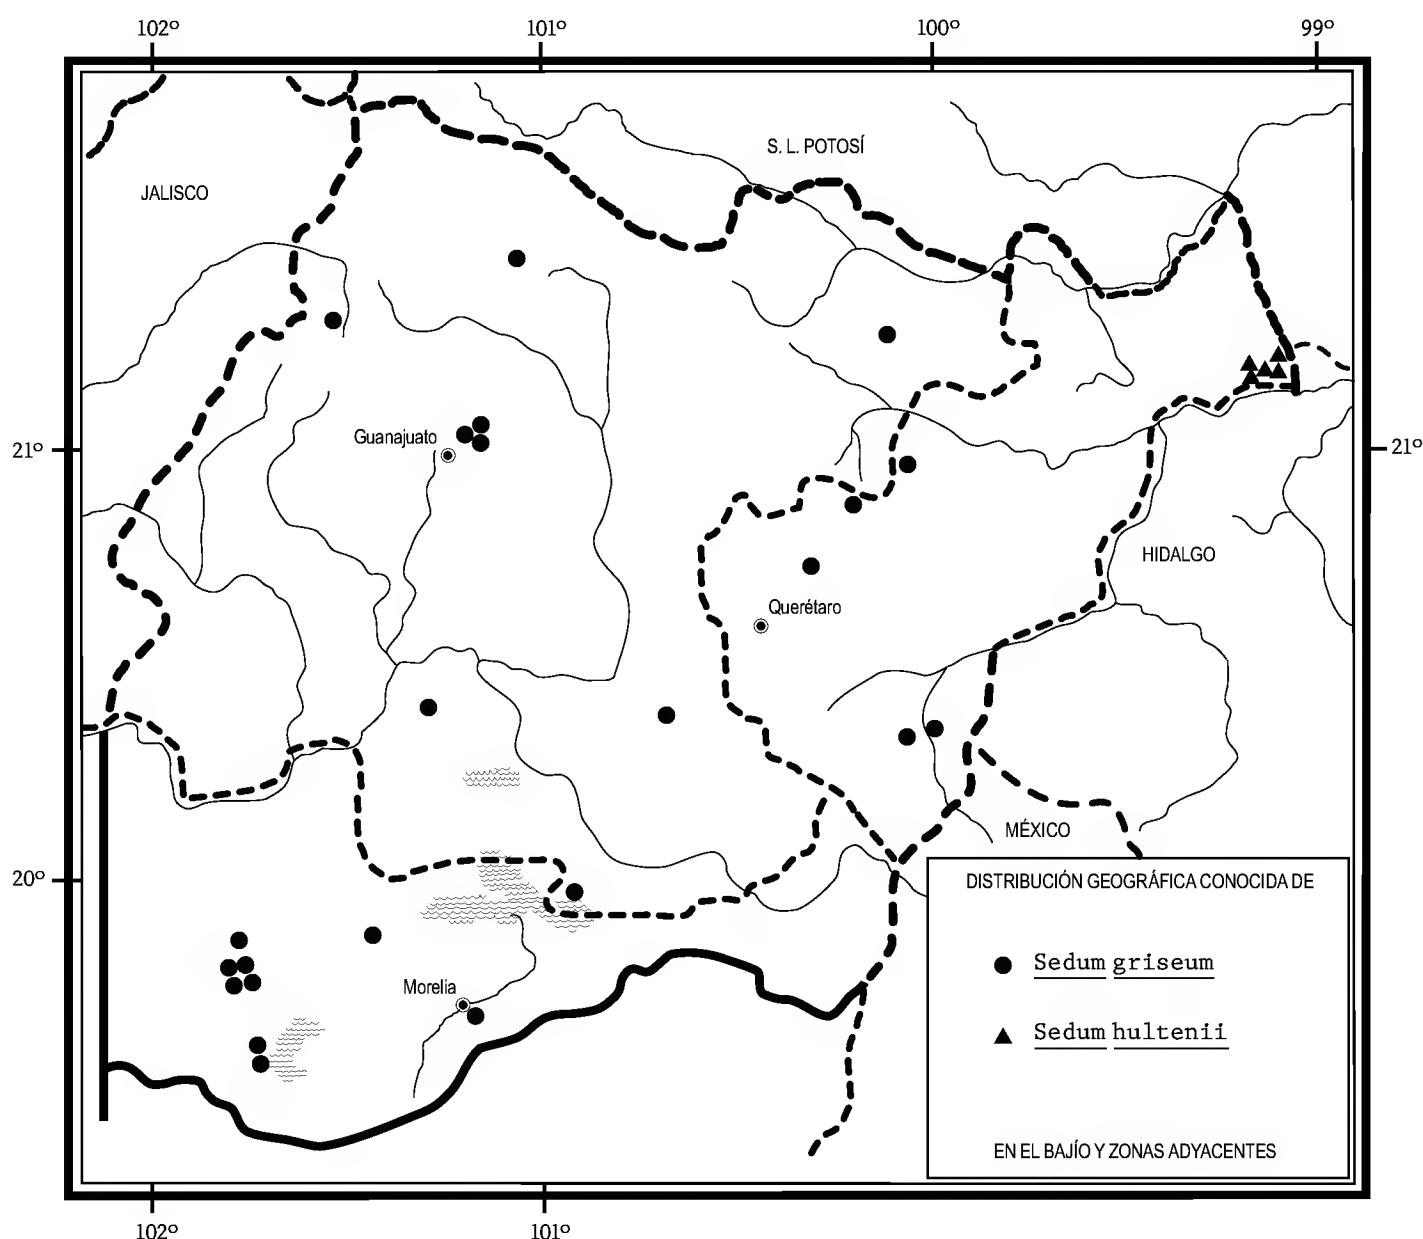 102º 101º 100º 99º
S. L. POTOSÍ
JALISCO
Guanajuato
21º
21º
HIDALGO
Querétaro
MÉXICO
20º
DISTRIBUCIÓN GEOGRÁFICA CONOCIDA DE
Sedum griseum
Morelia
Sedum hultenii
EN EL BAJÍO Y ZONAS ADYACENTES
102º 101º